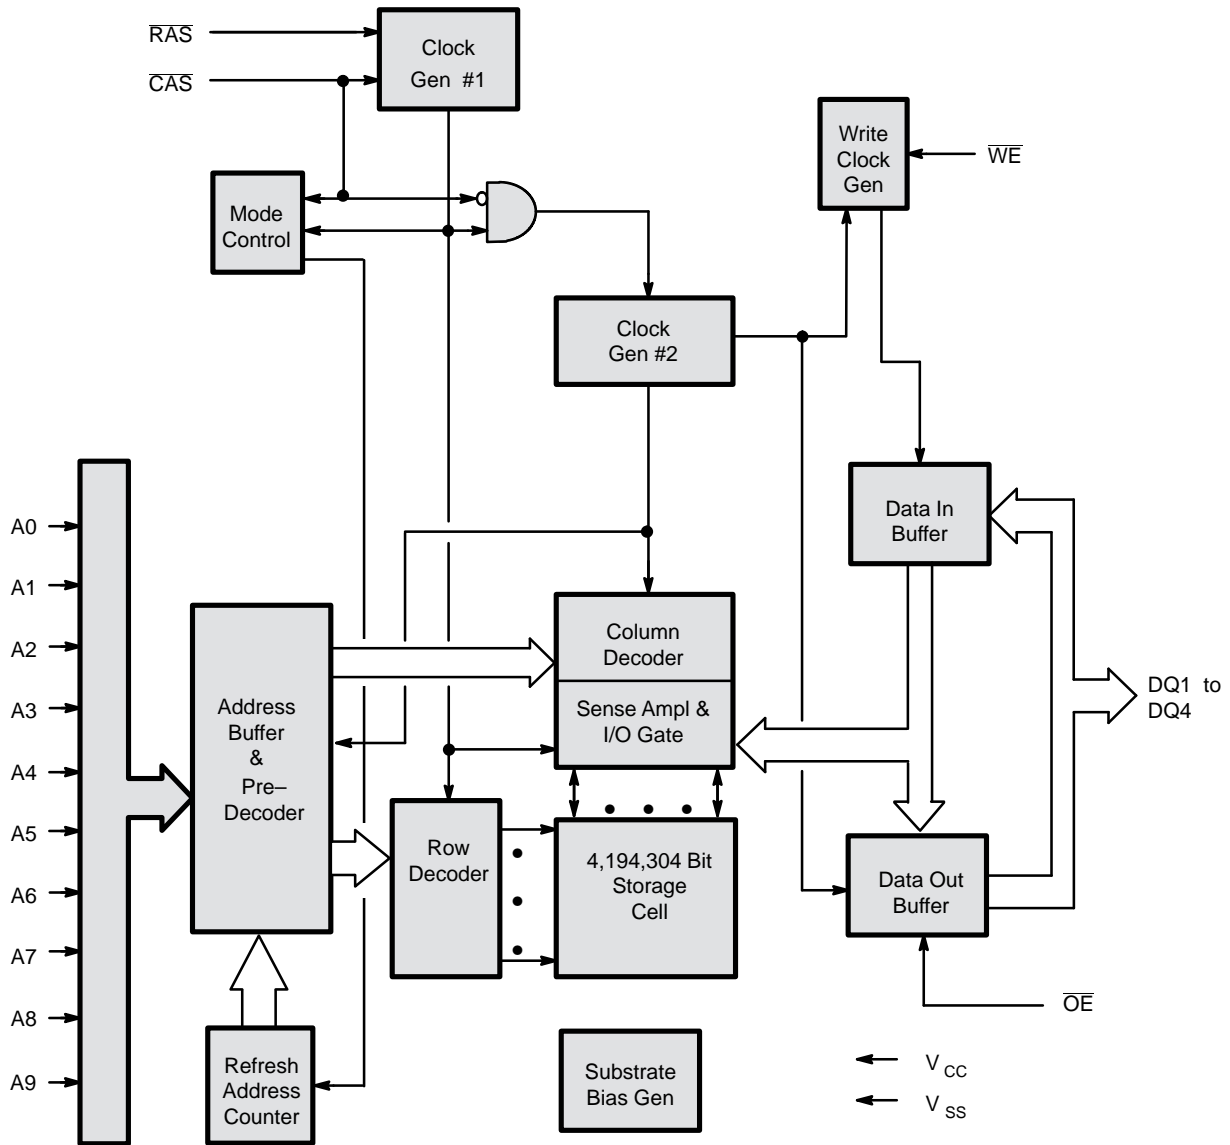 RAS
CAS
Clock
Gen #1
Write
Clock
Gen
WE
Mode
Control
Clock
Gen #2
A0
A1
A2
A3
A4
A5
A6
A7
A8
A9
Address
Buffer
&
Pre–
Decoder
Column
Decoder
Sense Ampl &
I/O Gate
Data In
Buffer
DQ1 to
DQ4
Row
Decoder
4,194,304 Bit
Storage
Cell
Data Out
Buffer
OE
Refresh
Address
Counter
Substrate
Bias Gen
VCC
VSS